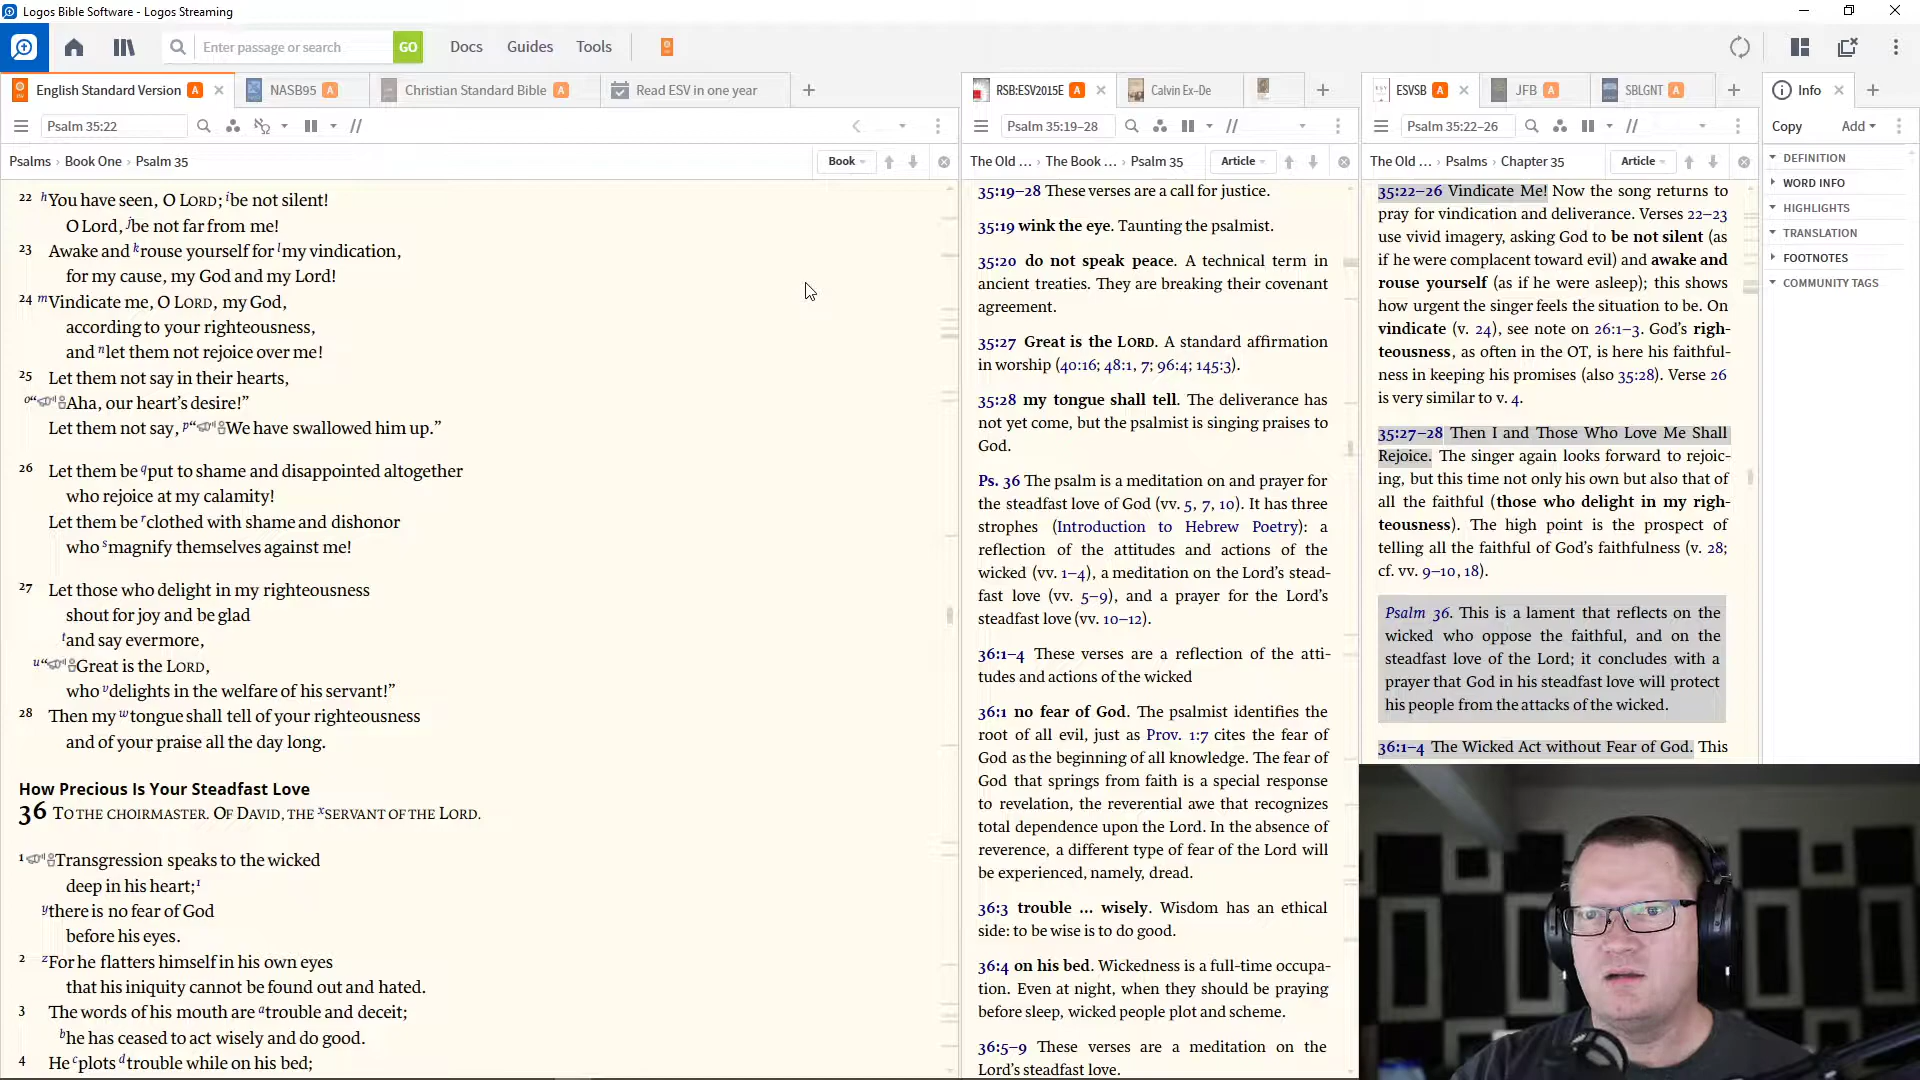 Logos Bible Software - Logos Streaming
Enter passage or search
GO
Docs
Guides
Tools
English Standard Version A
NASB95 A
Christian Standard Bible A
Read ESV in one year
Psalm 35:22
Psalms › Book One › Psalm 35
Book
22 h You have seen, O LORD; i be not silent!
O Lord, j be not far from me!
23 Awake and k rouse yourself for l my vindication,
for my cause, my God and my Lord!
24 m Vindicate me, O LORD, my God,
according to your righteousness,
and n let them not rejoice over me!
25 Let them not say in their hearts,
o “Aha, our heart’s desire!”
Let them not say, p “We have swallowed him up.”
26 Let them be q put to shame and disappointed altogether
who rejoice at my calamity!
Let them be r clothed with shame and dishonor
who s magnify themselves against me!
27 Let those who delight in my righteousness
shout for joy and be glad
t and say evermore,
u “Great is the LORD,
who v delights in the welfare of his servant!”
28 Then my w tongue shall tell of your righteousness
and of your praise all the day long.
How Precious Is Your Steadfast Love
36 TO THE CHOIRMASTER. OF DAVID, THE x SERVANT OF THE LORD.
1 Transgression speaks to the wicked
deep in his heart; 1
y there is no fear of God
before his eyes.
2 z For he flatters himself in his own eyes
that his iniquity cannot be found out and hated.
3 The words of his mouth are a trouble and deceit;
b he has ceased to act wisely and do good.
4 He c plots d trouble while on his bed;
RSB:ESV2015E A
Calvin Ex–De
Psalm 35:19–28
The Old ... › The Book ... › Psalm 35
Article
35:19–28 These verses are a call for justice.
35:19 wink the eye. Taunting the psalmist.
35:20 do not speak peace. A technical term in
ancient treaties. They are breaking their covenant
agreement.
35:27 Great is the LORD. A standard affirmation
in worship (40:16; 48:1, 7; 96:4; 145:3).
35:28 my tongue shall tell. The deliverance has
not yet come, but the psalmist is singing praises to
God.
Ps. 36 The psalm is a meditation on and prayer for
the steadfast love of God (vv. 5, 7, 10). It has three
strophes (Introduction to Hebrew Poetry): a
reflection of the attitudes and actions of the
wicked (vv. 1–4), a meditation on the Lord’s stead-
fast love (vv. 5–9), and a prayer for the Lord’s
steadfast love (vv. 10–12).
36:1–4 These verses are a reflection of the atti-
tudes and actions of the wicked
36:1 no fear of God. The psalmist identifies the
root of all evil, just as Prov. 1:7 cites the fear of
God as the beginning of all knowledge. The fear of
God that springs from faith is a special response
to revelation, the reverential awe that recognizes
total dependence upon the Lord. In the absence of
reverence, a different type of fear of the Lord will
be experienced, namely, dread.
36:3 trouble ... wisely. Wisdom has an ethical
side: to be wise is to do good.
36:4 on his bed. Wickedness is a full-time occupa-
tion. Even at night, when they should be praying
before sleep, wicked people plot and scheme.
36:5–9 These verses are a meditation on the
Lord’s steadfast love.
ESVSB A
JFB A
SBLGNT A
Psalm 35:22–26
The Old ... › Psalms › Chapter 35
Article
35:22–26 Vindicate Me! Now the song returns to
pray for vindication and deliverance. Verses 22–23
use vivid imagery, asking God to be not silent (as
if he were complacent toward evil) and awake and
rouse yourself (as if he were asleep); this shows
how urgent the singer feels the situation to be. On
vindicate (v. 24), see note on 26:1–3. God’s righ-
teousness, as often in the OT, is here his faithful-
ness in keeping his promises (also 35:28). Verse 26
is very similar to v. 4.
35:27–28 Then I and Those Who Love Me Shall
Rejoice. The singer again looks forward to rejoic-
ing, but this time not only his own but also that of
all the faithful (those who delight in my righ-
teousness). The high point is the prospect of
telling all the faithful of God’s faithfulness (v. 28;
cf. vv. 9–10, 18).
Psalm 36. This is a lament that reflects on the
wicked who oppose the faithful, and on the
steadfast love of the Lord; it concludes with a
prayer that God in his steadfast love will protect
his people from the attacks of the wicked.
36:1–4 The Wicked Act without Fear of God. This
Info
Copy
Add
DEFINITION
WORD INFO
HIGHLIGHTS
TRANSLATION
FOOTNOTES
COMMUNITY TAGS